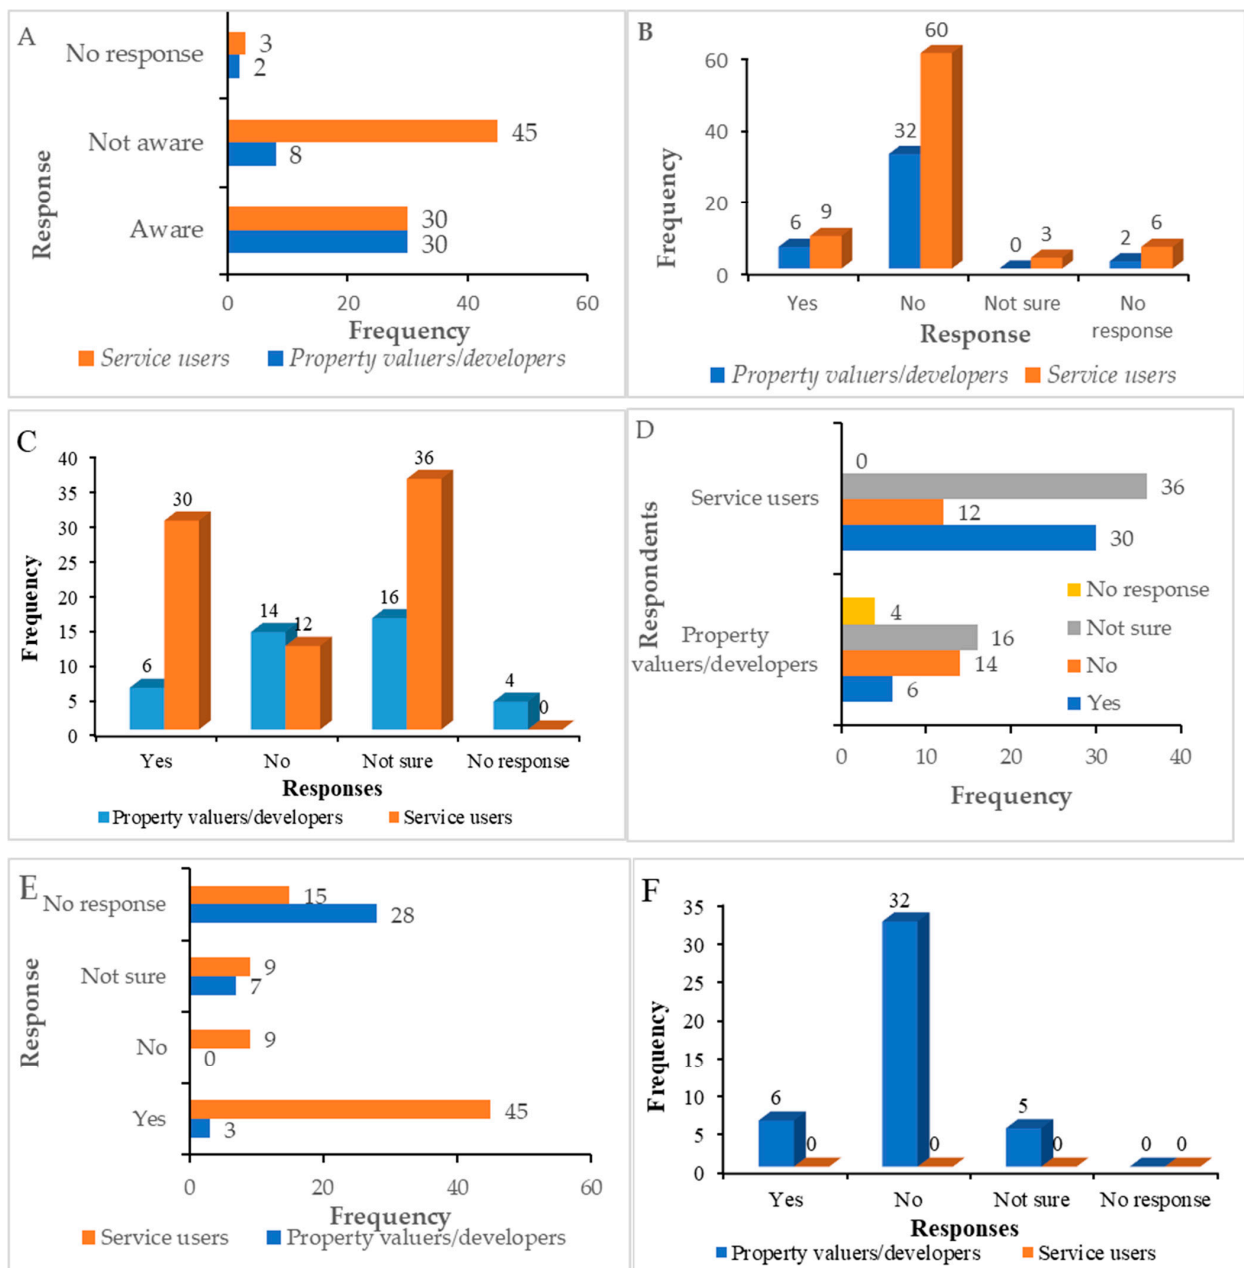 A
No response
3
2
Not aware
45
8
Aware
30
30
Response
0 20 40 60
Frequency
Service users Property valuers/developers
B
60
40
20
0
Frequency
6 9
32 60
0 3
2 6
Yes No Not sure No
response
Response
Property valuers/developers Service users
C
40
35
30
25
20
15
10
5
0
Frequency
6 30
14 12
16 36
4 0
Yes No Not sure No response
Responses
Property valuers/developers Service users
D
Respondents
Service users
0
36
12
30
Property
valuers/developers
4
16
14
6
No response
Not sure
No
Yes
0 10 20 30 40
Frequency
E
Response
No response
15
28
Not sure
9
7
No
9
0
Yes
45
3
0 20 40 60
Frequency
Service users Property valuers/developers
F
35
30
25
20
15
10
5
0
Frequency
6 0
32 0
5 0
0 0
Yes No Not sure No response
Responses
Property valuers/developers Service users